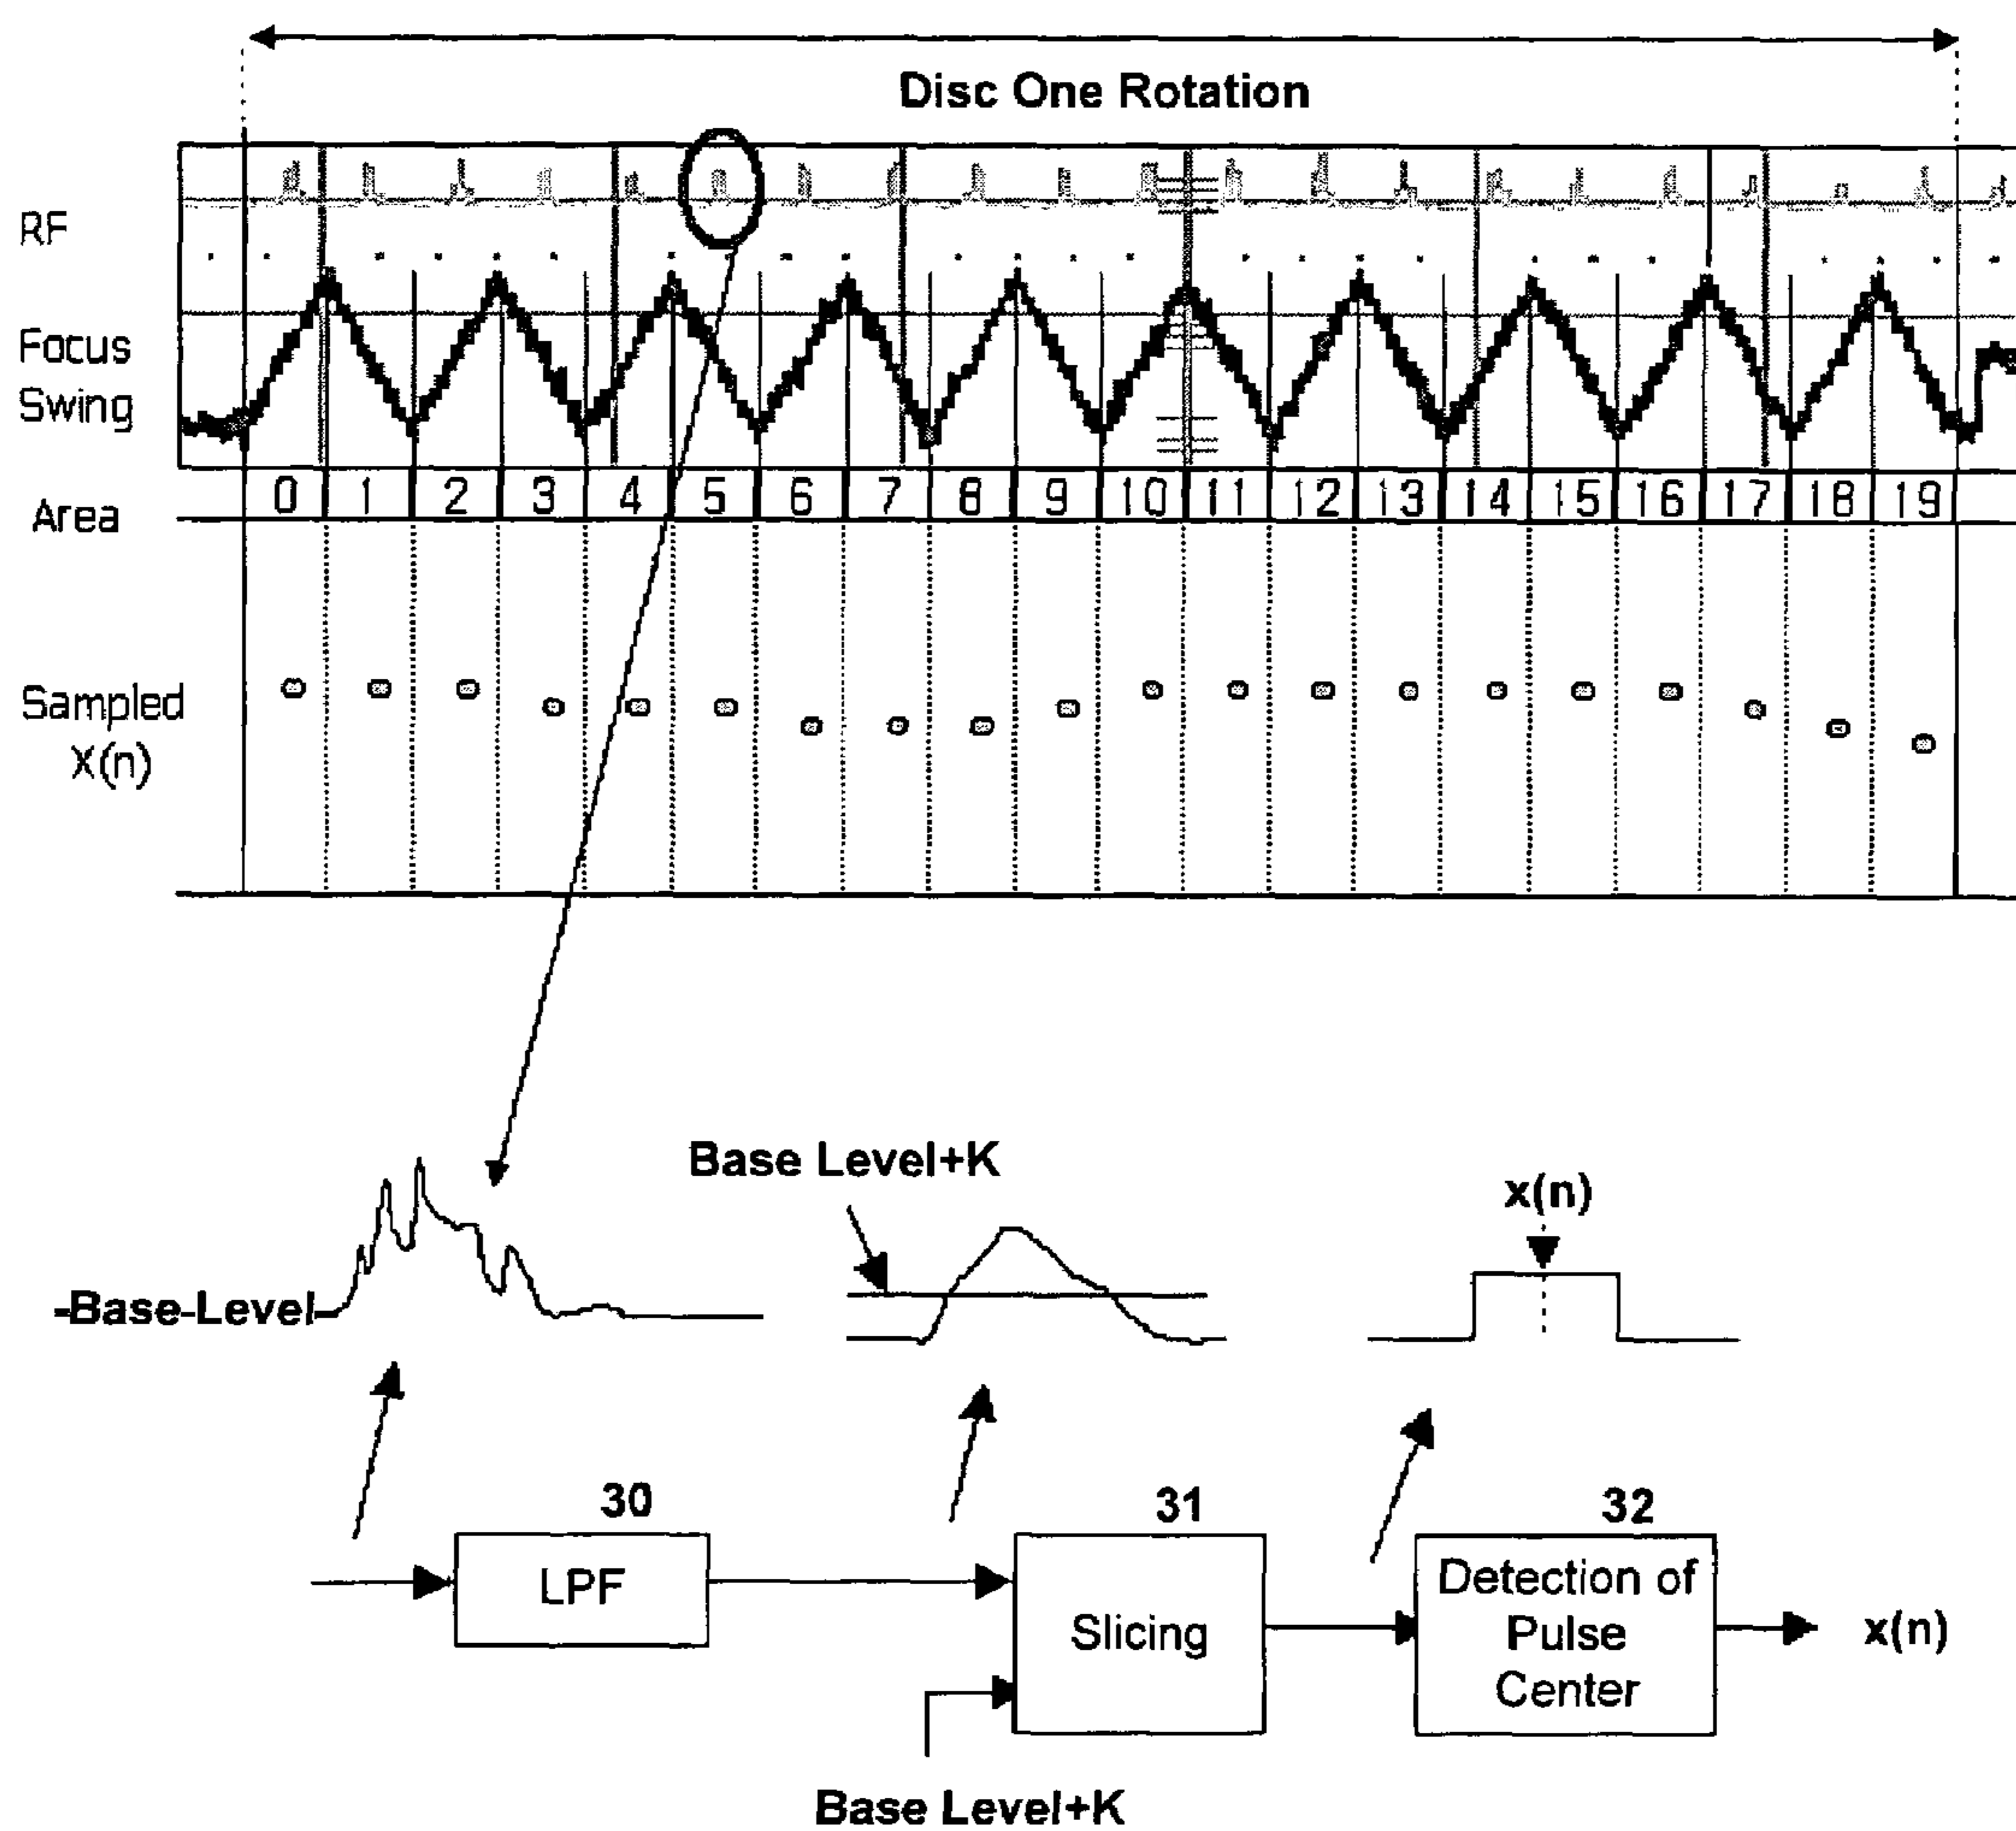 Disc One Rotation
RF
Focus
Swing
Area
0 1 2 3 4 5 6 7 8 9 10 11 12 13 14 15 16 17 18 19
Sampled
X(n)
Base Level+K
x(n)
-Base-Level-
30
31
32
LPF
Slicing
Detection of
Pulse
Center
x(n)
Base Level+K